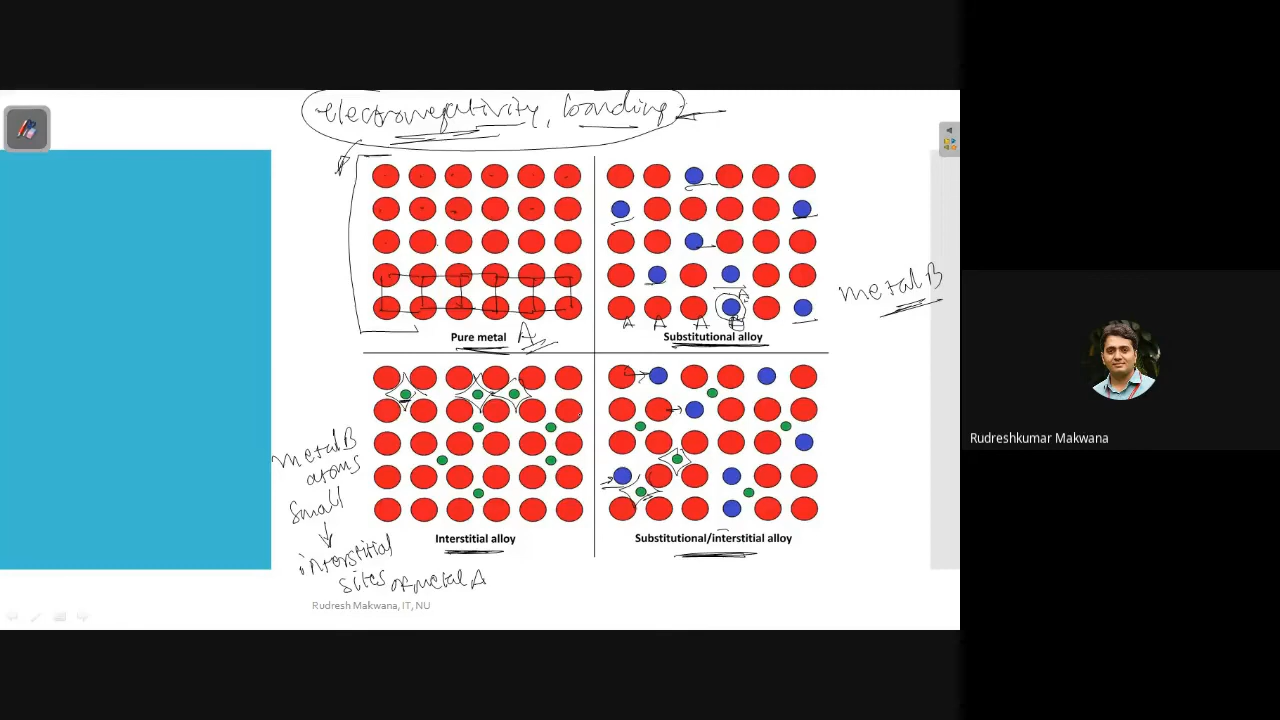 electronegativity, bonding
Pure metal A
Substitutional alloy
A A A B
metal B
Interstitial alloy
Substitutional/interstitial alloy
metal B
atoms
small
interstitial
sites of metal A
Rudresh Makwana, IT, NU
Rudreshkumar Makwana